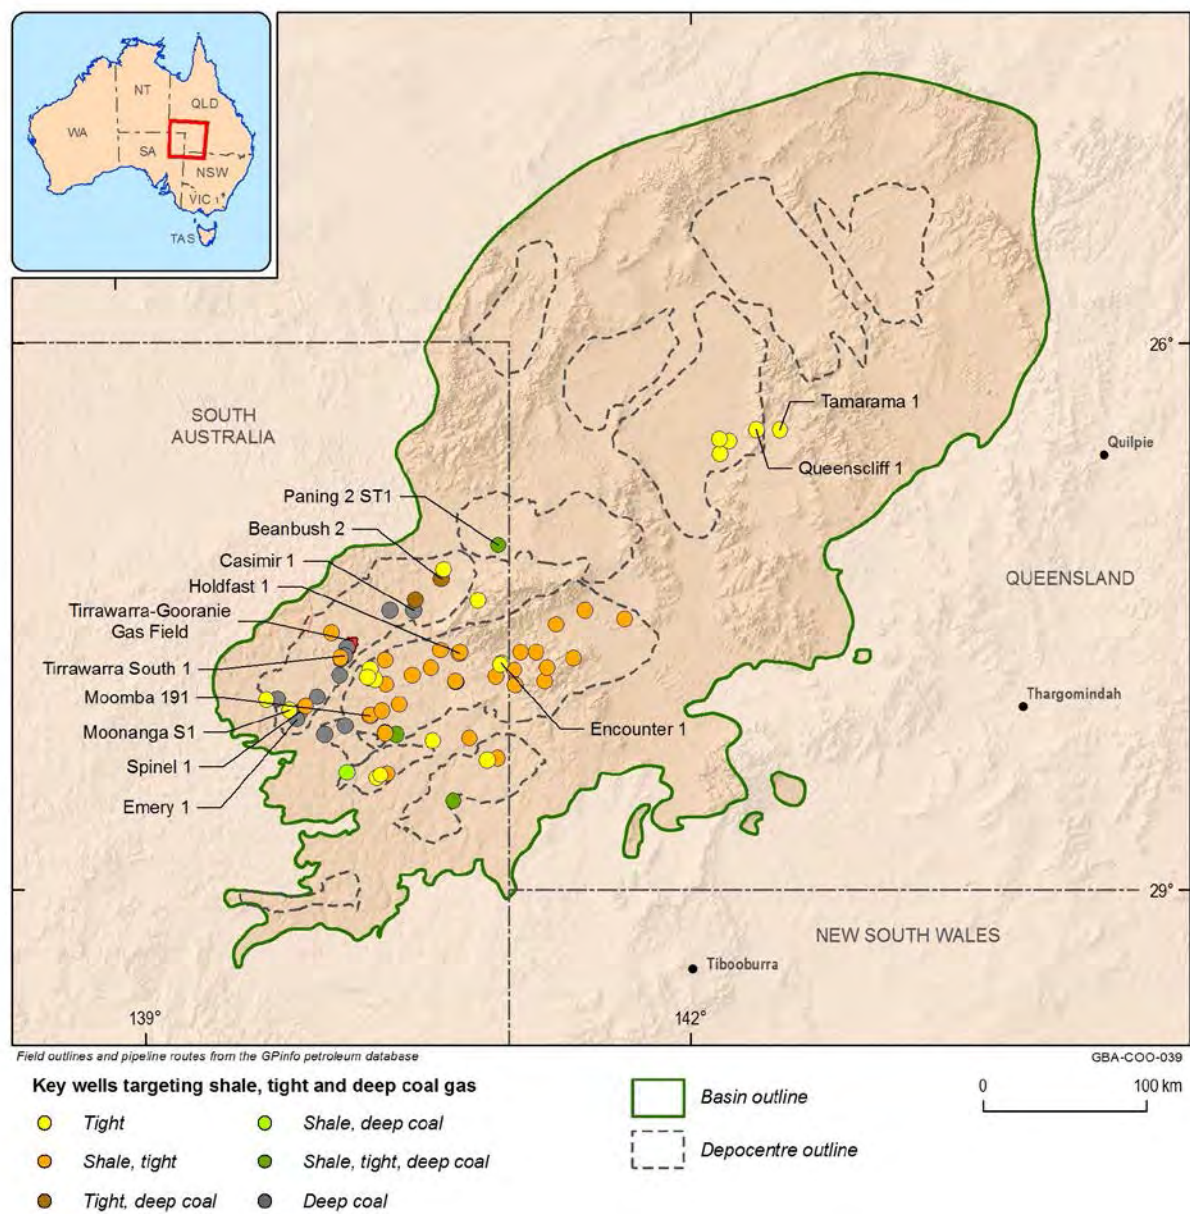 NT
QLD
WA
SA
NSW
VIC
TAS
26°
SOUTH
AUSTRALIA
Tamarama 1
Quilpie
Queenscliff 1
Paning 2 ST1
Beanbush 2
Casimir 1
QUEENSLAND
Holdfast 1
Tirrawarra-Gooranie
Gas Field
Tirrawarra South 1
Moomba 191
Thargomindah
Moonanga S1
Encounter 1
Spinel 1
Emery 1
29°
NEW SOUTH WALES
Tibooburra
139°
142°
Field outlines and pipeline routes from the GPinfo petroleum database
GBA-COO-039
Key wells targeting shale, tight and deep coal gas
Tight
Shale, tight
Tight, deep coal
Shale, deep coal
Shale, tight, deep coal
Deep coal
Basin outline
Depocentre outline
0
100 km